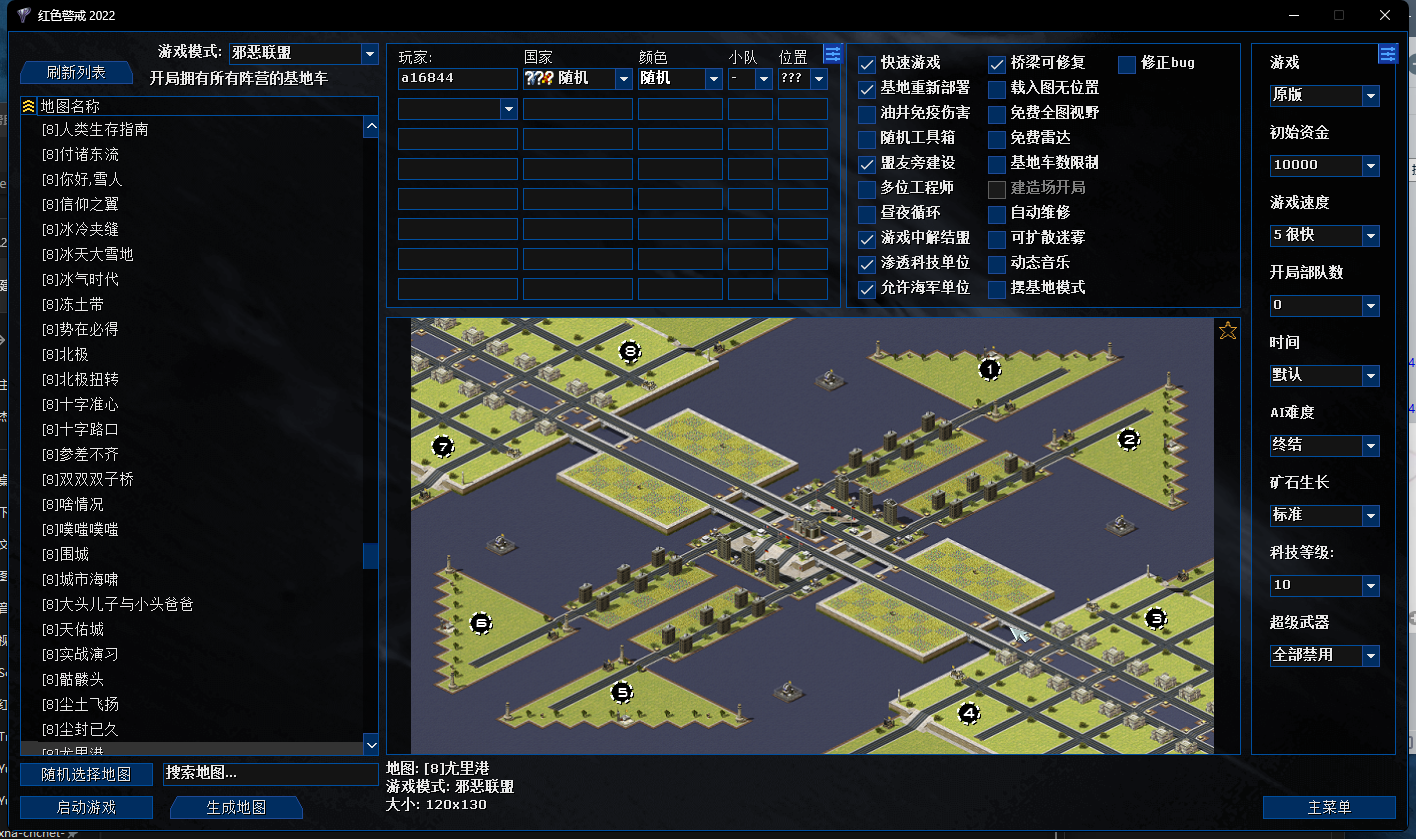 红色警戒 2022
刷新列表
游戏模式:
邪恶联盟
开局拥有所有阵营的基地车
地图名称
[8]人类生存指南
[8]付诸东流
[8]你好,雪人
[8]信仰之翼
[8]冰冷夹缝
[8]冰天大雪地
[8]冰气时代
[8]冻土带
[8]势在必得
[8]北极
[8]北极扭转
[8]十字准心
[8]十字路口
[8]参差不齐
[8]双双双子桥
[8]啥情况
[8]噗嗤噗嗤
[8]围城
[8]城市海啸
[8]大头儿子与小头爸爸
[8]天佑城
[8]实战演习
[8]骷髅头
[8]尘土飞扬
[8]尘封已久
[8]尤里港
随机选择地图
搜索地图...
启动游戏
生成地图
玩家:
国家
颜色
小队
位置
a16844
??? 随机
随机
-
???
快速游戏
基地重新部署
油井免疫伤害
随机工具箱
盟友旁建设
多位工程师
昼夜循环
游戏中解结盟
渗透科技单位
允许海军单位
桥梁可修复
载入图无位置
免费全图视野
免费雷达
基地车数限制
建造场开局
自动维修
可扩散迷雾
动态音乐
摆基地模式
修正bug
8
1
7
2
6
3
5
4
地图: [8]尤里港
游戏模式: 邪恶联盟
大小: 120x130
游戏
原版
初始资金
10000
游戏速度
5 很快
开局部队数
0
时间
默认
AI难度
终结
矿石生长
标准
科技等级:
10
超级武器
全部禁用
主菜单